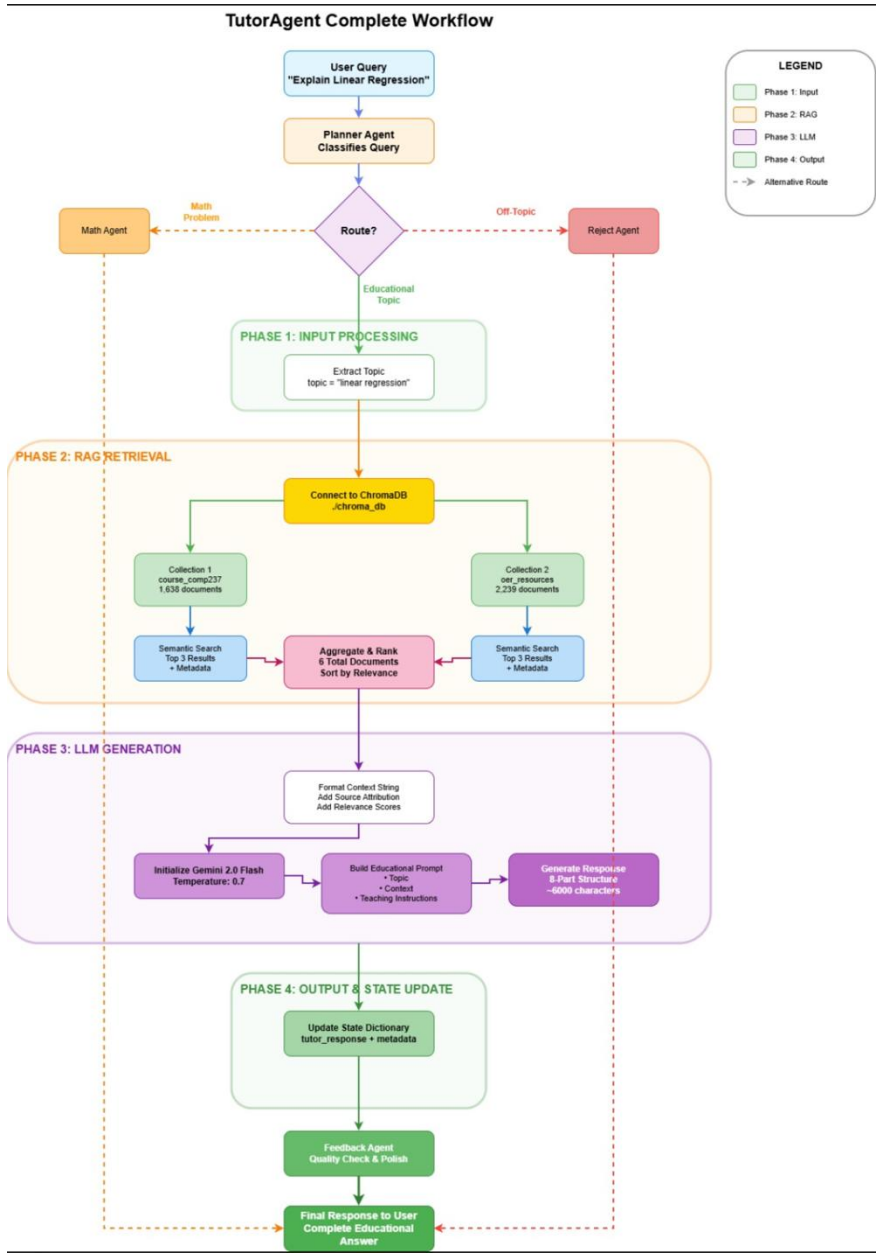 TutorAgent Complete Workflow
User Query
"Explain Linear Regression"
LEGEND
Phase 1: Input
Phase 2: RAG
Phase 3: LLM
Phase 4: Output
Alternative Route
Planner Agent
Classifies Query
Math
Problem
Off-Topic
Math Agent
Route?
Reject Agent
Educational
Topic
PHASE 1: INPUT PROCESSING
Extract Topic
topic = "linear regression"
PHASE 2: RAG RETRIEVAL
Connect to ChromaDB
./chroma_db
Collection 1
course_comp237
1,638 documents
Collection 2
oer_resources
2,239 documents
Semantic Search
Top 3 Results
+ Metadata
Aggregate & Rank
6 Total Documents
Sort by Relevance
Semantic Search
Top 3 Results
+ Metadata
PHASE 3: LLM GENERATION
Format Context String
Add Source Attribution
Add Relevance Scores
Initialize Gemini 2.0 Flash
Temperature: 0.7
Build Educational Prompt
• Topic
• Context
• Teaching Instructions
Generate Response
8-Part Structure
~6000 characters
PHASE 4: OUTPUT & STATE UPDATE
Update State Dictionary
tutor_response + metadata
Feedback Agent
Quality Check & Polish
Final Response to User
Complete Educational
Answer